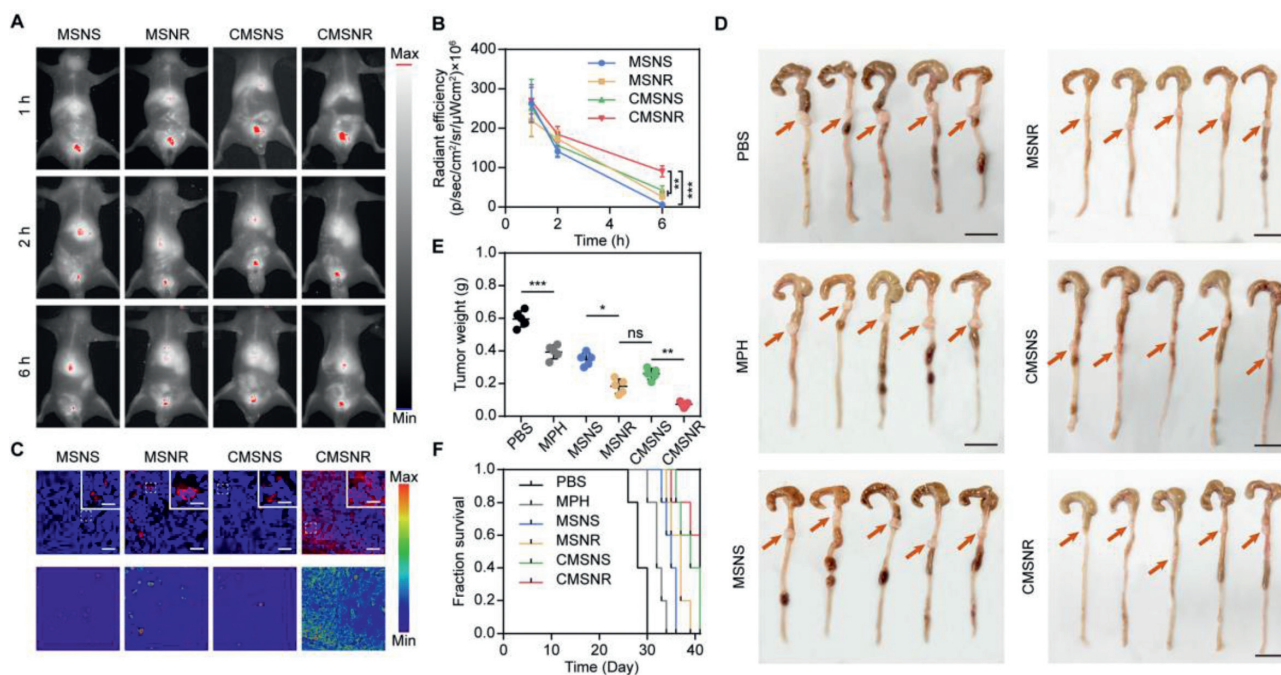 A
MSNS MSNR CMSNS CMSNR
Max
1 h
2 h
6 h
Min
B
Radiant efficiency
(p/sec/cm²/sr/μWcm²)×10⁶
400
300
200
100
0
MSNS
MSNR
CMSNS
CMSNR
**
***
0 2 4 6
Time (h)
C
MSNS MSNR CMSNS CMSNR
Max
Min
E
Tumor weight (g)
1.0
0.8
0.6
0.4
0.2
0.0
***
*
ns
**
PBS MPH MSNS MSNR CMSNS CMSNR
F
Fraction survival
1.0
0.8
0.6
0.4
0.2
0.0
PBS
MPH
MSNS
MSNR
CMSNS
CMSNR
0 10 20 30 40
Time (Day)
D
PBS
MSNR
MPH
CMSNS
MSNS
CMSNR